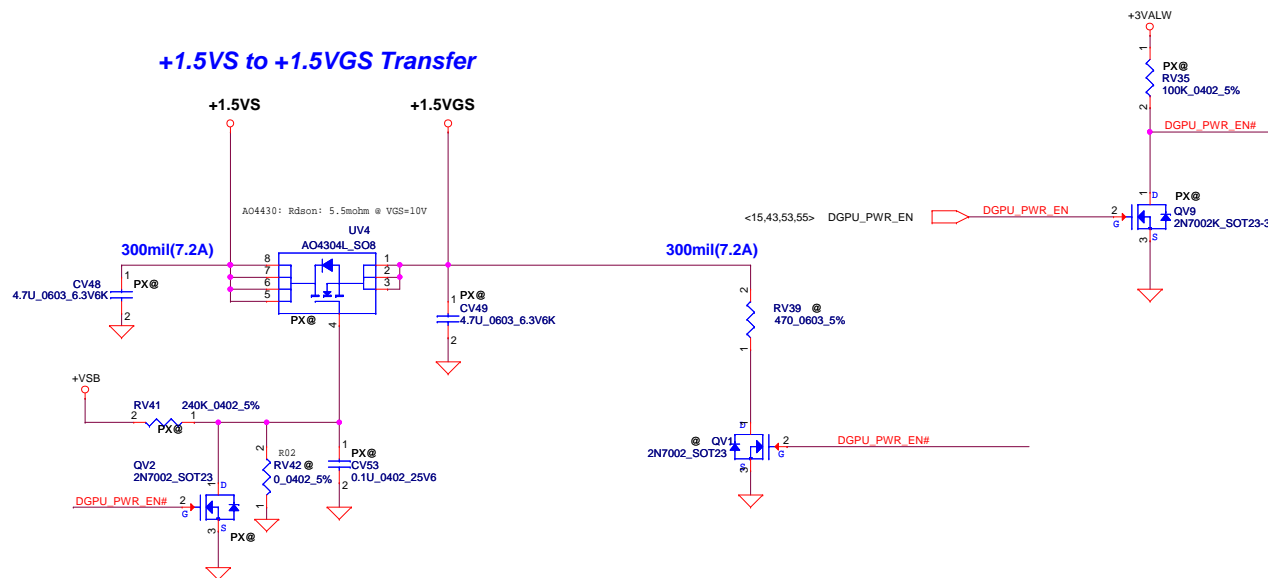 +3VALW
+1.5VS to +1.5VGS Transfer
1
PX@
RV35
100K_0402_5%
2
+1.5VS
+1.5VGS
DGPU_PWR_EN#
AO4430: Rdson: 5.5mohm @ VGS=10V
<15,43,53,55> DGPU_PWR_EN
DGPU_PWR_EN
2
G
1
D
S
3
PX@
QV9
2N7002K_SOT23-3
UV4
AO4304L_SO8
300mil(7.2A)
300mil(7.2A)
8
7
6
5
1
2
3
4
PX@
1
PX@
CV48
4.7U_0603_6.3V6K
2
1
PX@
CV49
4.7U_0603_6.3V6K
2
2
RV39 @
470_0603_5%
1
+VSB
RV41 240K_0402_5%
2
1
PX@
@ QV1
2N7002_SOT23
1
D
S
3
2
G
DGPU_PWR_EN#
QV2
2N7002_SOT23
1
D
DGPU_PWR_EN#
2
G
S
3
PX@
2
R02
RV42 @
0_0402_5%
1
1
PX@
CV53
0.1U_0402_25V6
2